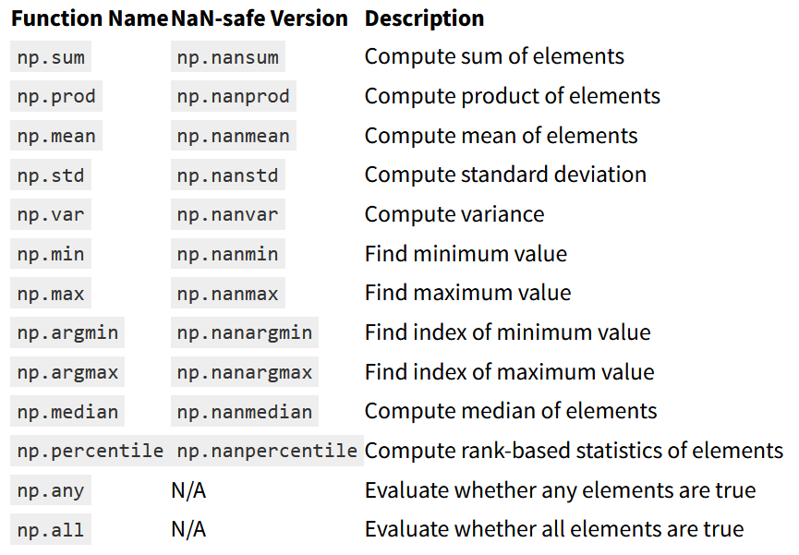 Function Name NaN-safe Version Description
np.sum np.nansum Compute sum of elements
np.prod np.nanprod Compute product of elements
np.mean np.nanmean Compute mean of elements
np.std np.nanstd Compute standard deviation
np.var np.nanvar Compute variance
np.min np.nanmin Find minimum value
np.max np.nanmax Find maximum value
np.argmin np.nanargmin Find index of minimum value
np.argmax np.nanargmax Find index of maximum value
np.median np.nanmedian Compute median of elements
np.percentile np.nanpercentile Compute rank-based statistics of elements
np.any N/A Evaluate whether any elements are true
np.all N/A Evaluate whether all elements are true